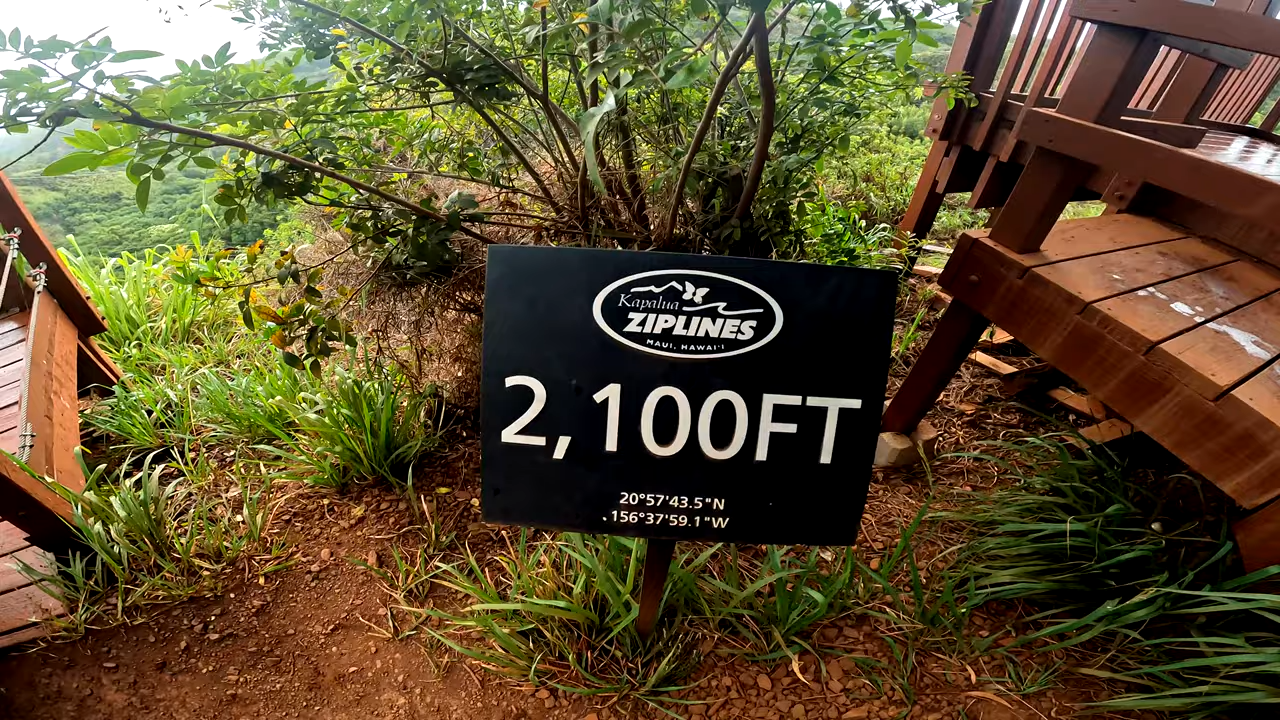 Kapalua
ZIPLINES
MAUI, HAWAI'I
2,100FT
20°57'43.5"N
156°37'59.1"W